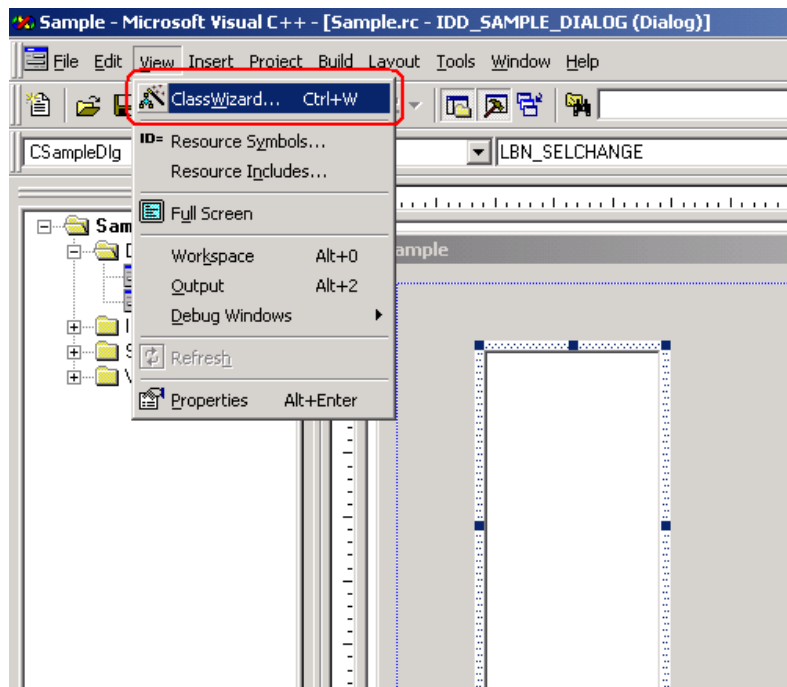 Sample - Microsoft Visual C++ - [Sample.rc - IDD_SAMPLE_DIALOG (Dialog)]
File Edit View Insert Project Build Layout Tools Window Help
ClassWizard... Ctrl+W
CSampleDlg LBN_SELCHANGE
ID= Resource Symbols...
Resource Includes...
Full Screen
Workspace Alt+0
Output Alt+2
Debug Windows
Refresh
Properties Alt+Enter